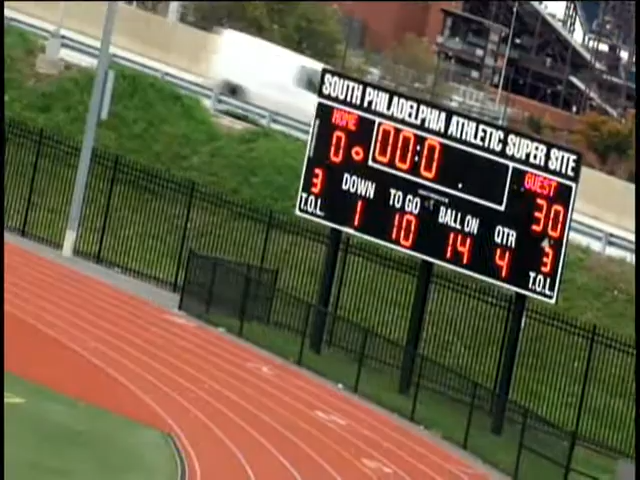 SOUTH PHILADELPHIA ATHLETIC SUPER SITE
HOME 00:0 GUEST
0 30
3 DOWN TO GO BALL ON QTR 3
T.O.L. 1 10 14 4 T.O.L.